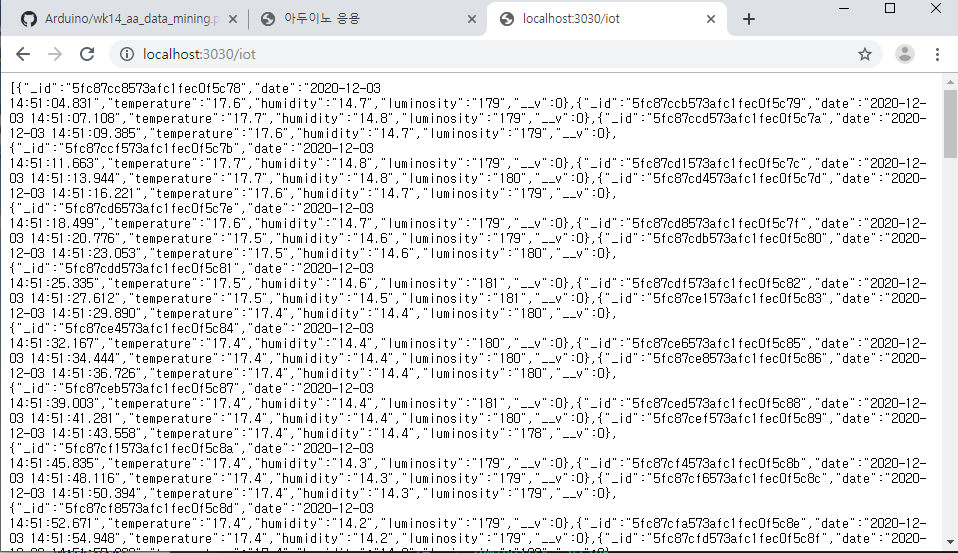 Arduino/wk14_aa_data_mining.p
아두이노 응용
localhost:3030/iot
localhost:3030/iot
[{"_id":"5fc87cc8573afc1fec0f5c78","date":"2020-12-03
14:51:04.831","temperature":"17.6","humidity":"14.7","luminosity":"179","__v":0},{"_id":"5fc87ccb573afc1fec0f5c79","date":"2020-12-
03 14:51:07.108","temperature":"17.7","humidity":"14.8","luminosity":"179","__v":0},{"_id":"5fc87ccd573afc1fec0f5c7a","date":"2020-
12-03 14:51:09.385","temperature":"17.6","humidity":"14.7","luminosity":"179","__v":0},
{"_id":"5fc87ccf573afc1fec0f5c7b","date":"2020-12-03
14:51:11.663","temperature":"17.7","humidity":"14.8","luminosity":"179","__v":0},{"_id":"5fc87cd1573afc1fec0f5c7c","date":"2020-12-
03 14:51:13.944","temperature":"17.7","humidity":"14.8","luminosity":"180","__v":0},{"_id":"5fc87cd4573afc1fec0f5c7d","date":"2020-
12-03 14:51:16.221","temperature":"17.6","humidity":"14.7","luminosity":"179","__v":0},
{"_id":"5fc87cd6573afc1fec0f5c7e","date":"2020-12-03
14:51:18.499","temperature":"17.6","humidity":"14.7","luminosity":"179","__v":0},{"_id":"5fc87cd8573afc1fec0f5c7f","date":"2020-12-
03 14:51:20.776","temperature":"17.5","humidity":"14.6","luminosity":"179","__v":0},{"_id":"5fc87cdb573afc1fec0f5c80","date":"2020-
12-03 14:51:23.053","temperature":"17.5","humidity":"14.6","luminosity":"180","__v":0},
{"_id":"5fc87cdd573afc1fec0f5c81","date":"2020-12-03
14:51:25.335","temperature":"17.5","humidity":"14.6","luminosity":"181","__v":0},{"_id":"5fc87cdf573afc1fec0f5c82","date":"2020-12-
03 14:51:27.612","temperature":"17.5","humidity":"14.5","luminosity":"181","__v":0},{"_id":"5fc87ce1573afc1fec0f5c83","date":"2020-
12-03 14:51:29.890","temperature":"17.4","humidity":"14.4","luminosity":"180","__v":0},
{"_id":"5fc87ce4573afc1fec0f5c84","date":"2020-12-03
14:51:32.167","temperature":"17.4","humidity":"14.4","luminosity":"180","__v":0},{"_id":"5fc87ce6573afc1fec0f5c85","date":"2020-12-
03 14:51:34.444","temperature":"17.4","humidity":"14.4","luminosity":"180","__v":0},{"_id":"5fc87ce8573afc1fec0f5c86","date":"2020-
12-03 14:51:36.726","temperature":"17.4","humidity":"14.4","luminosity":"180","__v":0},
{"_id":"5fc87ceb573afc1fec0f5c87","date":"2020-12-03
14:51:39.003","temperature":"17.4","humidity":"14.4","luminosity":"181","__v":0},{"_id":"5fc87ced573afc1fec0f5c88","date":"2020-12-
03 14:51:41.281","temperature":"17.4","humidity":"14.4","luminosity":"180","__v":0},{"_id":"5fc87cef573afc1fec0f5c89","date":"2020-
12-03 14:51:43.558","temperature":"17.4","humidity":"14.4","luminosity":"178","__v":0},
{"_id":"5fc87cf1573afc1fec0f5c8a","date":"2020-12-03
14:51:45.835","temperature":"17.4","humidity":"14.3","luminosity":"179","__v":0},{"_id":"5fc87cf4573afc1fec0f5c8b","date":"2020-12-
03 14:51:48.116","temperature":"17.4","humidity":"14.3","luminosity":"179","__v":0},{"_id":"5fc87cf6573afc1fec0f5c8c","date":"2020-
12-03 14:51:50.394","temperature":"17.4","humidity":"14.3","luminosity":"179","__v":0},
{"_id":"5fc87cf8573afc1fec0f5c8d","date":"2020-12-03
14:51:52.671","temperature":"17.4","humidity":"14.2","luminosity":"179","__v":0},{"_id":"5fc87cfa573afc1fec0f5c8e","date":"2020-12-
03 14:51:54.948","temperature":"17.4","humidity":"14.2","luminosity":"179","__v":0},{"_id":"5fc87cfd573afc1fec0f5c8f","date":"2020-